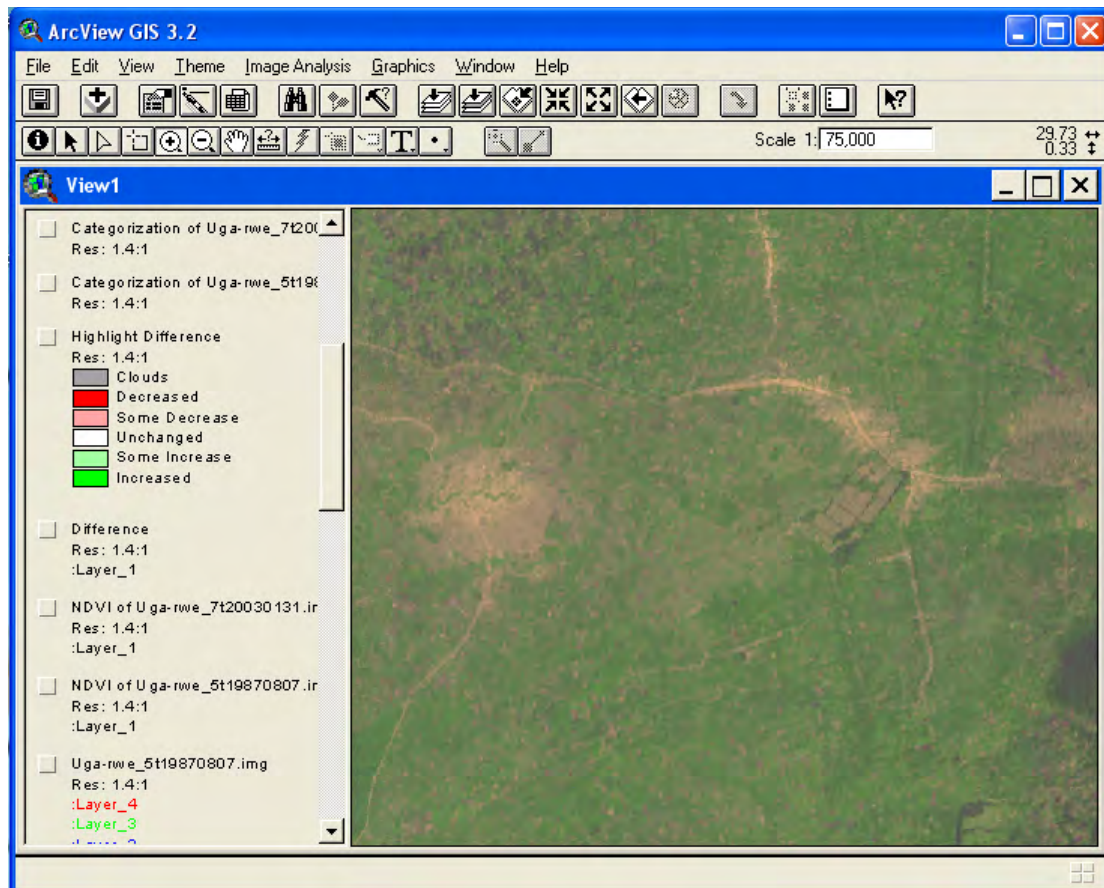 ArcView GIS 3.2
File Edit View Theme Image Analysis Graphics Window Help
Scale 1: 75,000
29.73
0.33
View1
Categorization of Uga-rwe_7t20(
Res: 1.4:1
Categorization of Uga-rwe_5t198
Res: 1.4:1
Highlight Difference
Res: 1.4:1
Clouds
Decreased
Some Decrease
Unchanged
Some Increase
Increased
Difference
Res: 1.4:1
:Layer_1
NDVI of Uga-rwe_7t20030131.ir
Res: 1.4:1
:Layer_1
NDVI of Uga-rwe_5t19870807.ir
Res: 1.4:1
:Layer_1
Uga-rwe_5t19870807.img
Res: 1.4:1
:Layer_4
:Layer_3